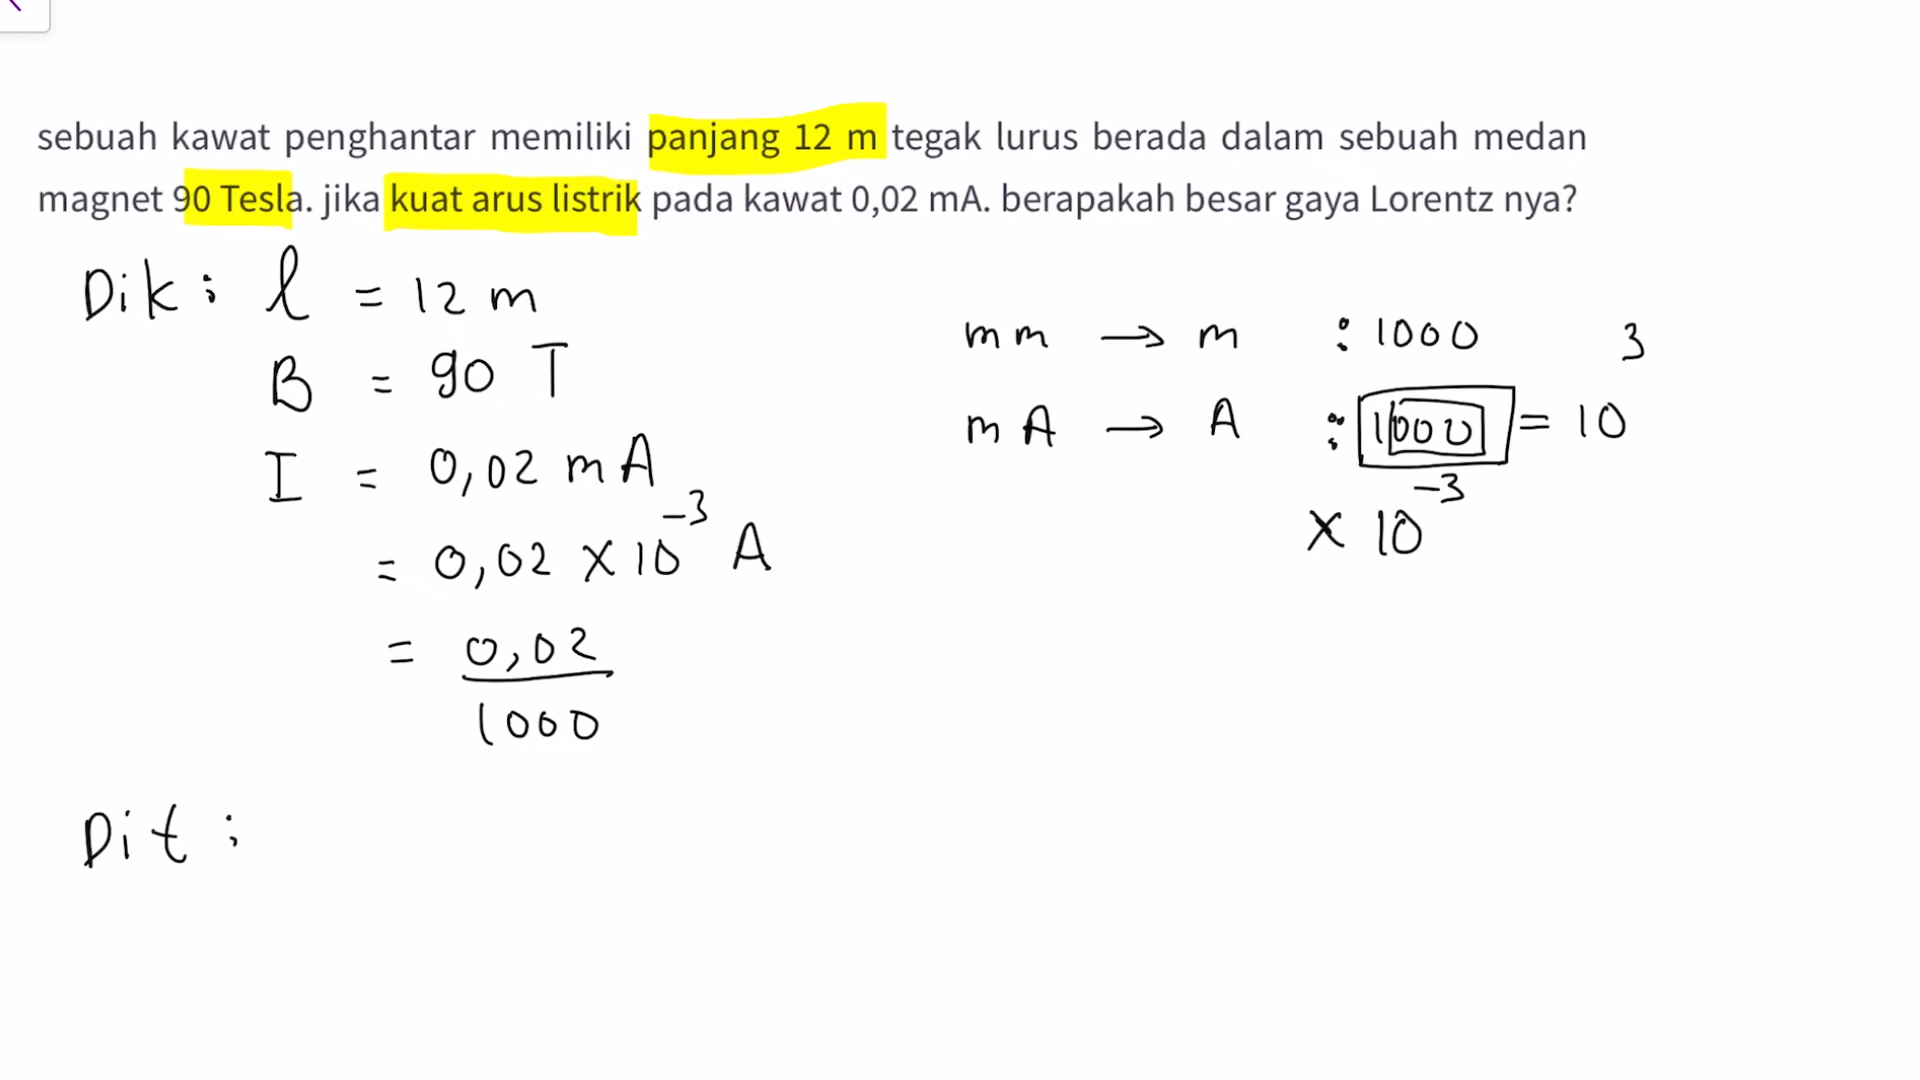 sebuah kawat penghantar memiliki panjang 12 m tegak lurus berada dalam sebuah medan
magnet 90 Tesla. jika kuat arus listrik pada kawat 0,02 mA. berapakah besar gaya Lorentz nya?
Dik : l = 12 m
B = 90 T
I = 0,02 mA
= 0,02 × 10⁻³ A
= 0,02
1000
Dit :
mm → m : 1000
mA → A : 1000 = 10³
× 10⁻³